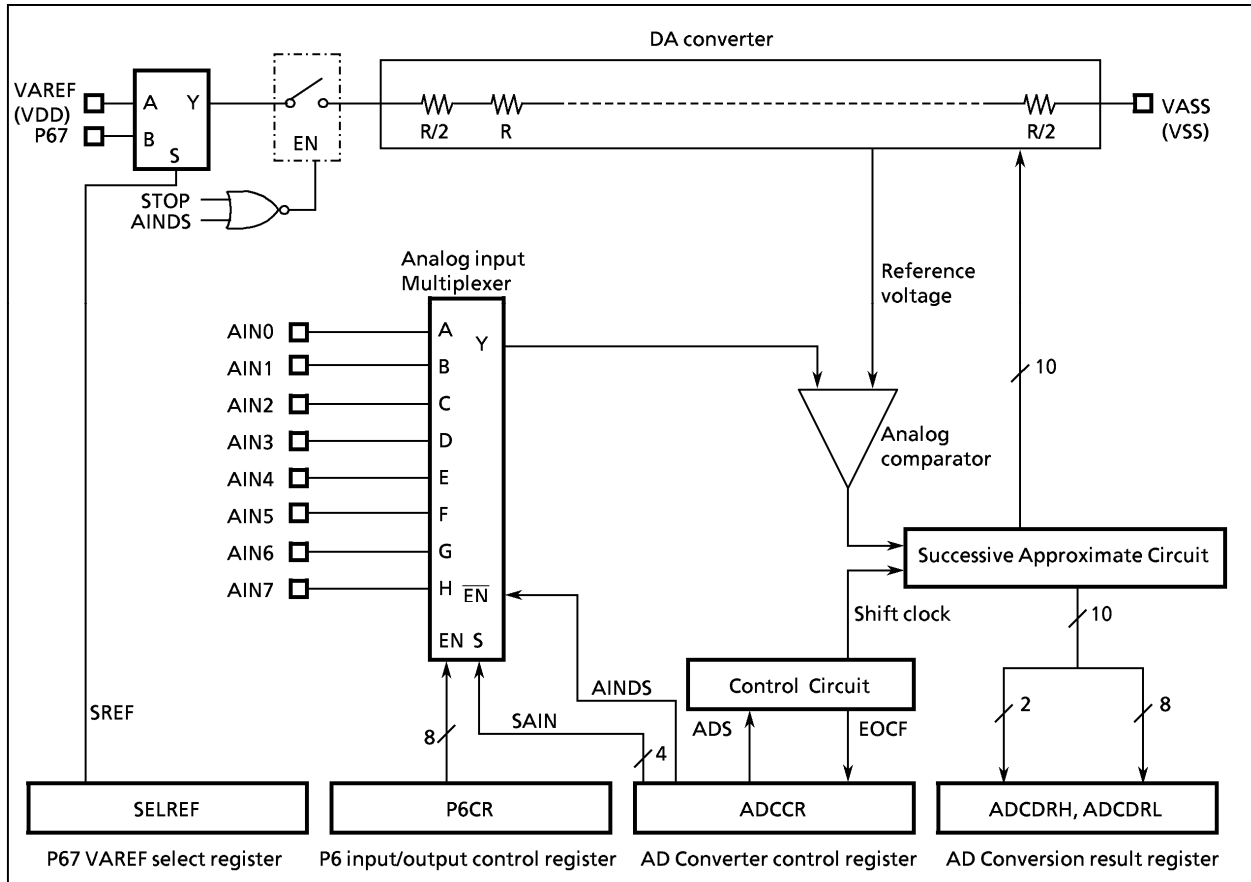 DA converter
VAREF
(VDD)
P67
A
Y
B
S
EN
R/2
R
R/2
VASS
(VSS)
STOP
AINDS
Analog input
Multiplexer
Reference
voltage
AIN0
A
Y
AIN1
B
AIN2
C
10
AIN3
D
Analog
comparator
AIN4
E
AIN5
F
AIN6
G
Successive Approximate Circuit
AIN7
H
EN
Shift clock
10
EN S
AINDS
Control Circuit
SREF
8
SAIN
4
ADS
EOCF
2
8
SELREF
P6CR
ADCCR
ADCDRH, ADCDRL
P67 VAREF select register
P6 input/output control register
AD Converter control register
AD Conversion result register